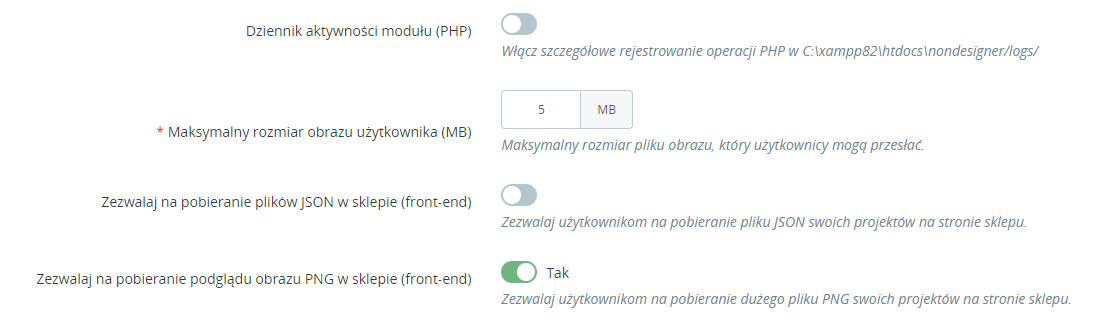 Dziennik aktywności modułu (PHP)
Włącz szczegółowe rejestrowanie operacji PHP w C:\xampp82\htdocs\nondesigner/logs/
* Maksymalny rozmiar obrazu użytkownika (MB)
5 MB
Maksymalny rozmiar pliku obrazu, który użytkownicy mogą przesłać.
Zezwalaj na pobieranie plików JSON w sklepie (front-end)
Zezwalaj użytkownikom na pobieranie pliku JSON swoich projektów na stronie sklepu.
Zezwalaj na pobieranie podglądu obrazu PNG w sklepie (front-end)
Tak
Zezwalaj użytkownikom na pobieranie dużego pliku PNG swoich projektów na stronie sklepu.